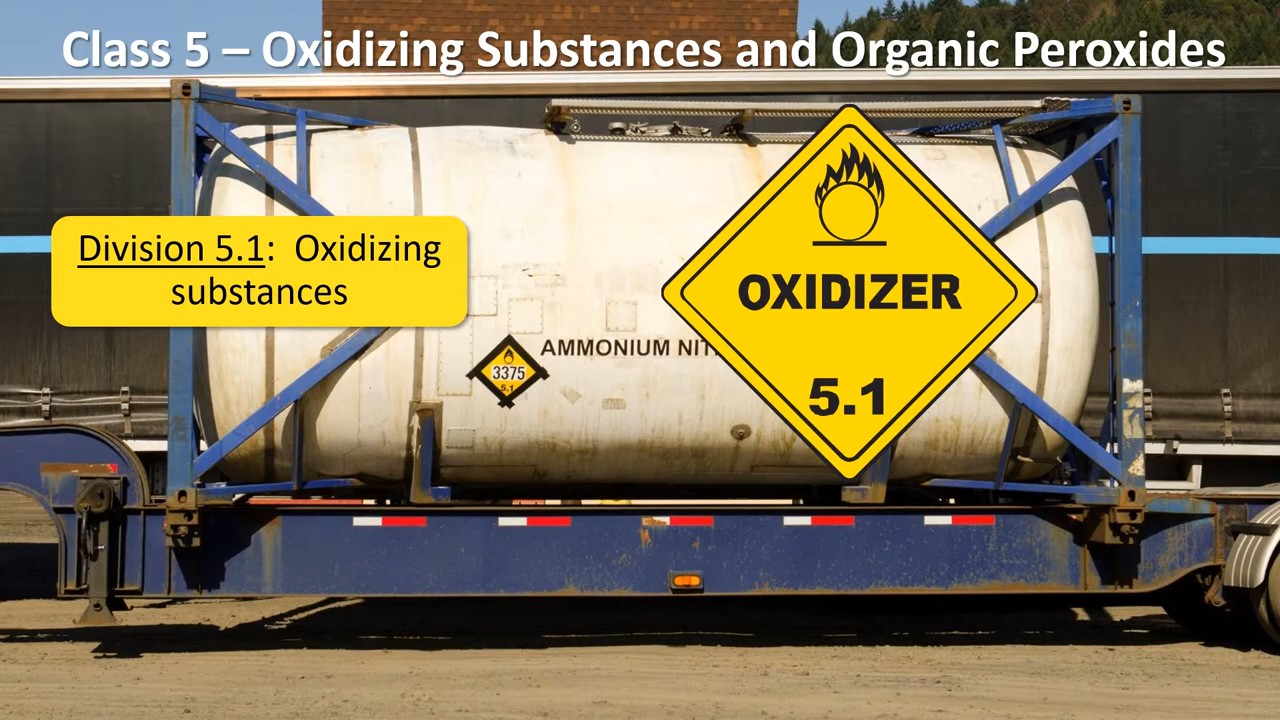 Class 5 – Oxidizing Substances and Organic Peroxides
Division 5.1:  Oxidizing
substances
OXIDIZER
5.1
AMMONIUM
3375
5.1